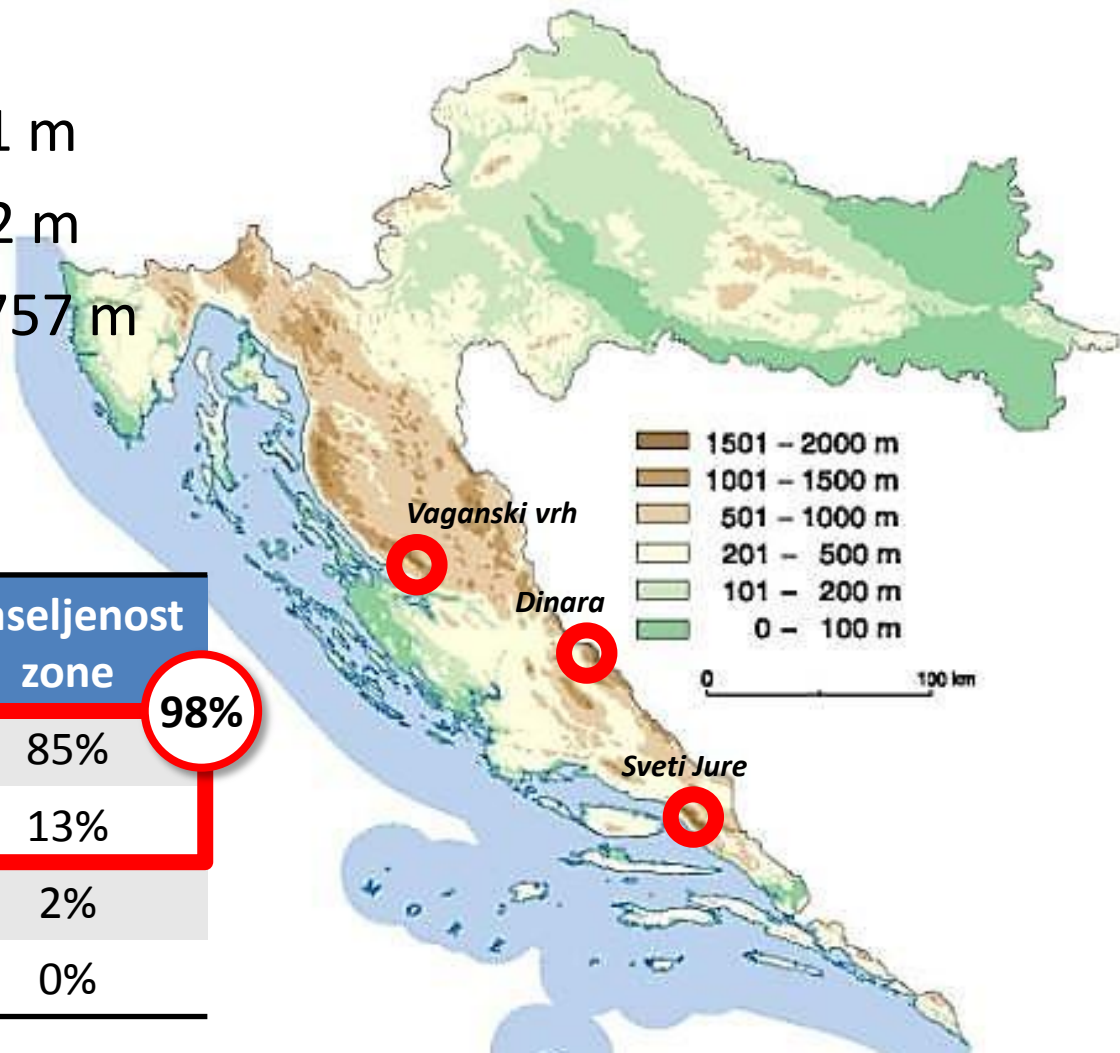 1 m
2 m
757 m
1501 – 2000 m
1001 – 1500 m
501 – 1000 m
201 – 500 m
101 – 200 m
0 – 100 m
0 100 km
Vaganski vrh
Dinara
Sveti Jure
aseljenost
zone
98%
85%
13%
2%
0%
M O R E